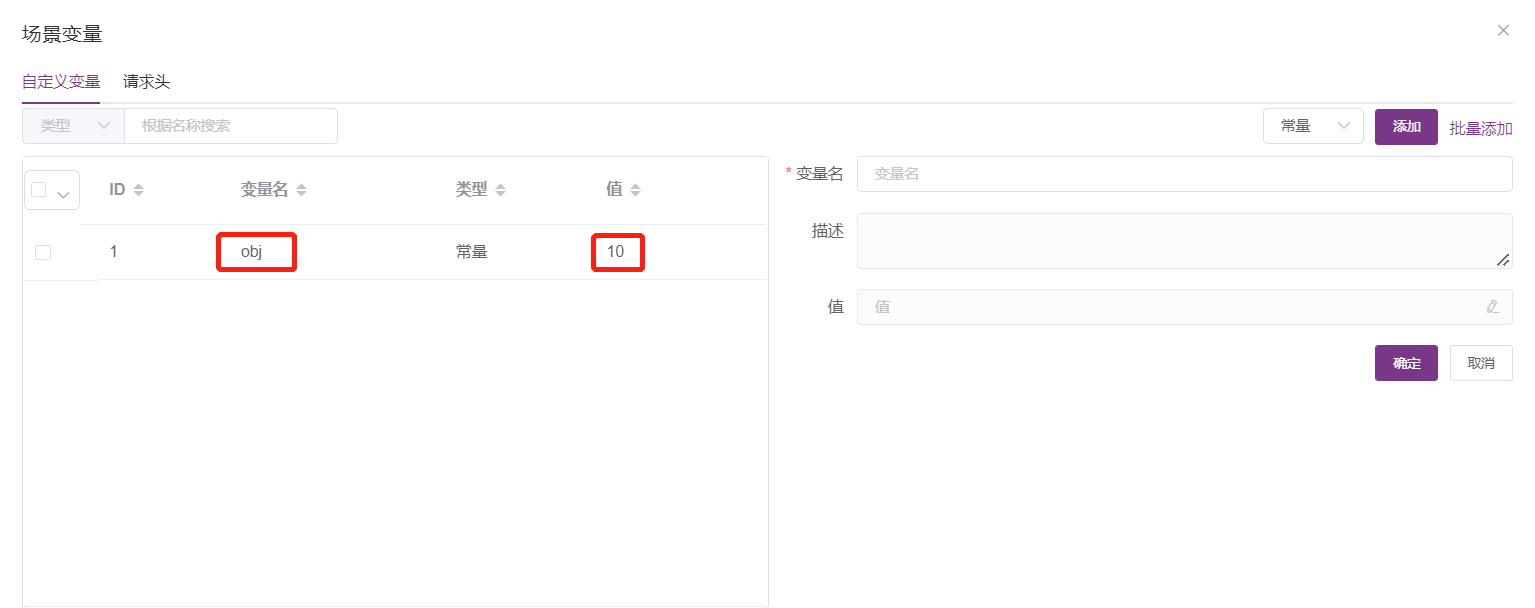 场景变量
自定义变量 请求头
类型 根据名称搜索 常量 添加 批量添加
ID 变量名 类型 值
1 obj 常量 10
* 变量名 变量名
描述
值 值
确定 取消